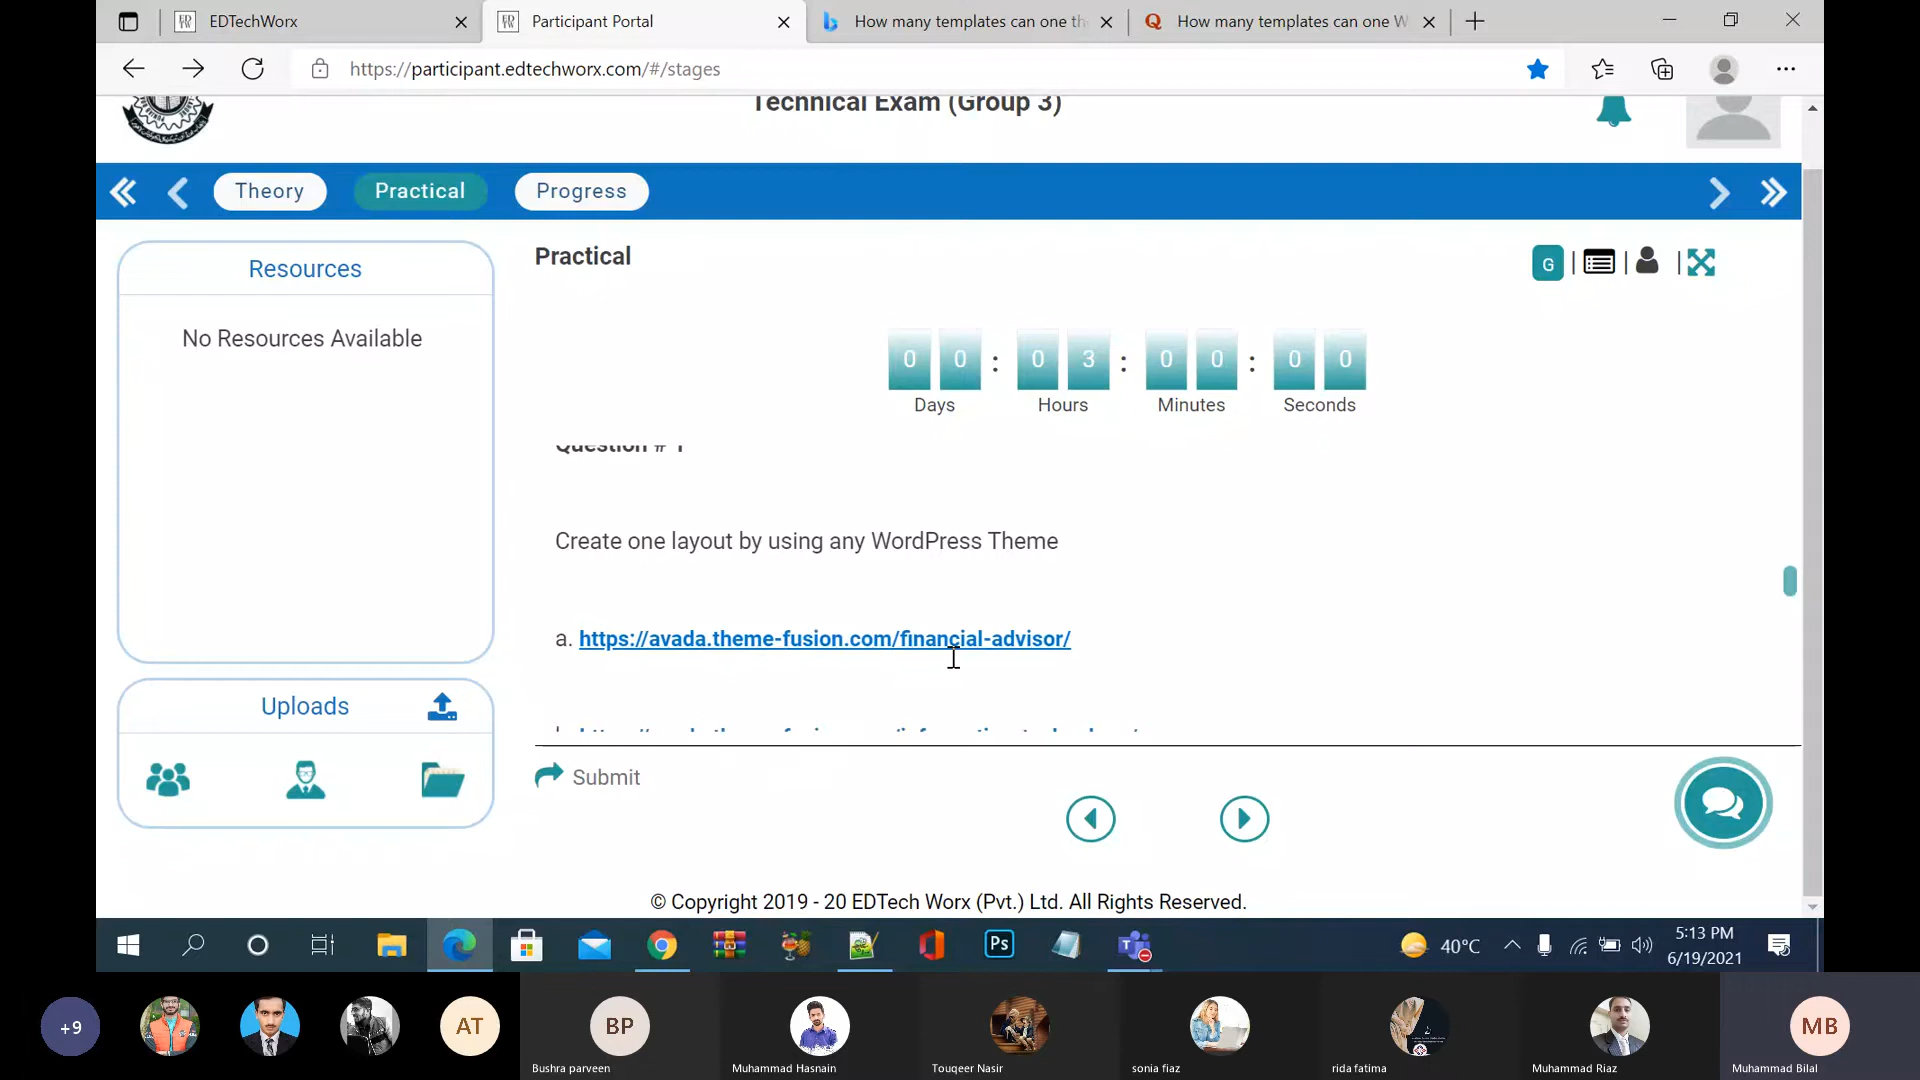 EDTechWorx
Participant Portal
How many templates can one th
How many templates can one W
https://participant.edtechworx.com/#/stages
Technical Exam (Group 3)
Theory
Practical
Progress
Resources
No Resources Available
Uploads
Practical
G
0 0 : 0 3 : 0 0 : 0 0
Days Hours Minutes Seconds
Question # 1
Create one layout by using any WordPress Theme
a. https://avada.theme-fusion.com/financial-advisor/
Submit
© Copyright 2019 - 20 EDTech Worx (Pvt.) Ltd. All Rights Reserved.
Ps
40°C
5:13 PM
6/19/2021
+9
AT
BP
MB
Bushra parveen
Muhammad Hasnain
Touqeer Nasir
sonia fiaz
rida fatima
Muhammad Riaz
Muhammad Bilal